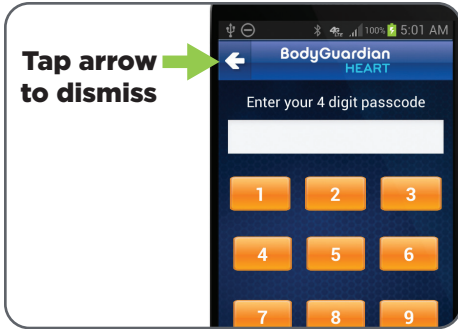 Tap arrow
to dismiss
100% 5:01 AM
BodyGuardian
HEART
Enter your 4 digit passcode
1 2 3
4 5 6
7 8 9